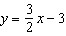 y = 3/2 x − 3